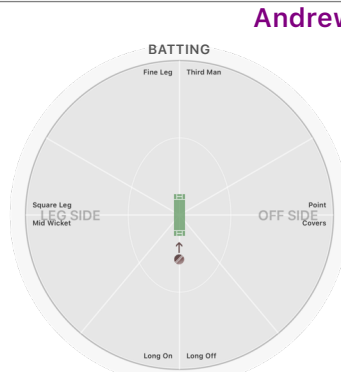 Andrew
BATTING
Fine Leg Third Man
Square Leg Point
LEG SIDE OFF SIDE
Mid Wicket Covers
Long On Long Off